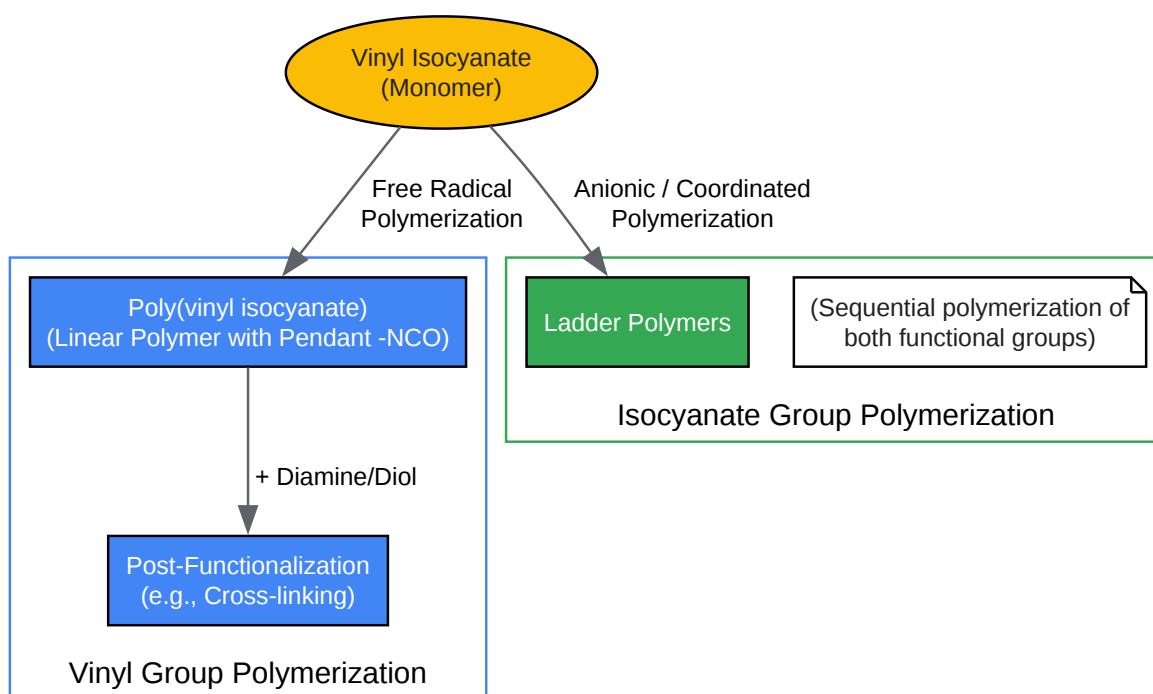 Vinyl Isocyanate
(Monomer)
Free Radical
Polymerization
Anionic / Coordinated
Polymerization
Poly(vinyl isocyanate)
(Linear Polymer with Pendant -NCO)
Ladder Polymers
(Sequential polymerization of
both functional groups)
Isocyanate Group Polymerization
+ Diamine/Diol
Post-Functionalization
(e.g., Cross-linking)
Vinyl Group Polymerization